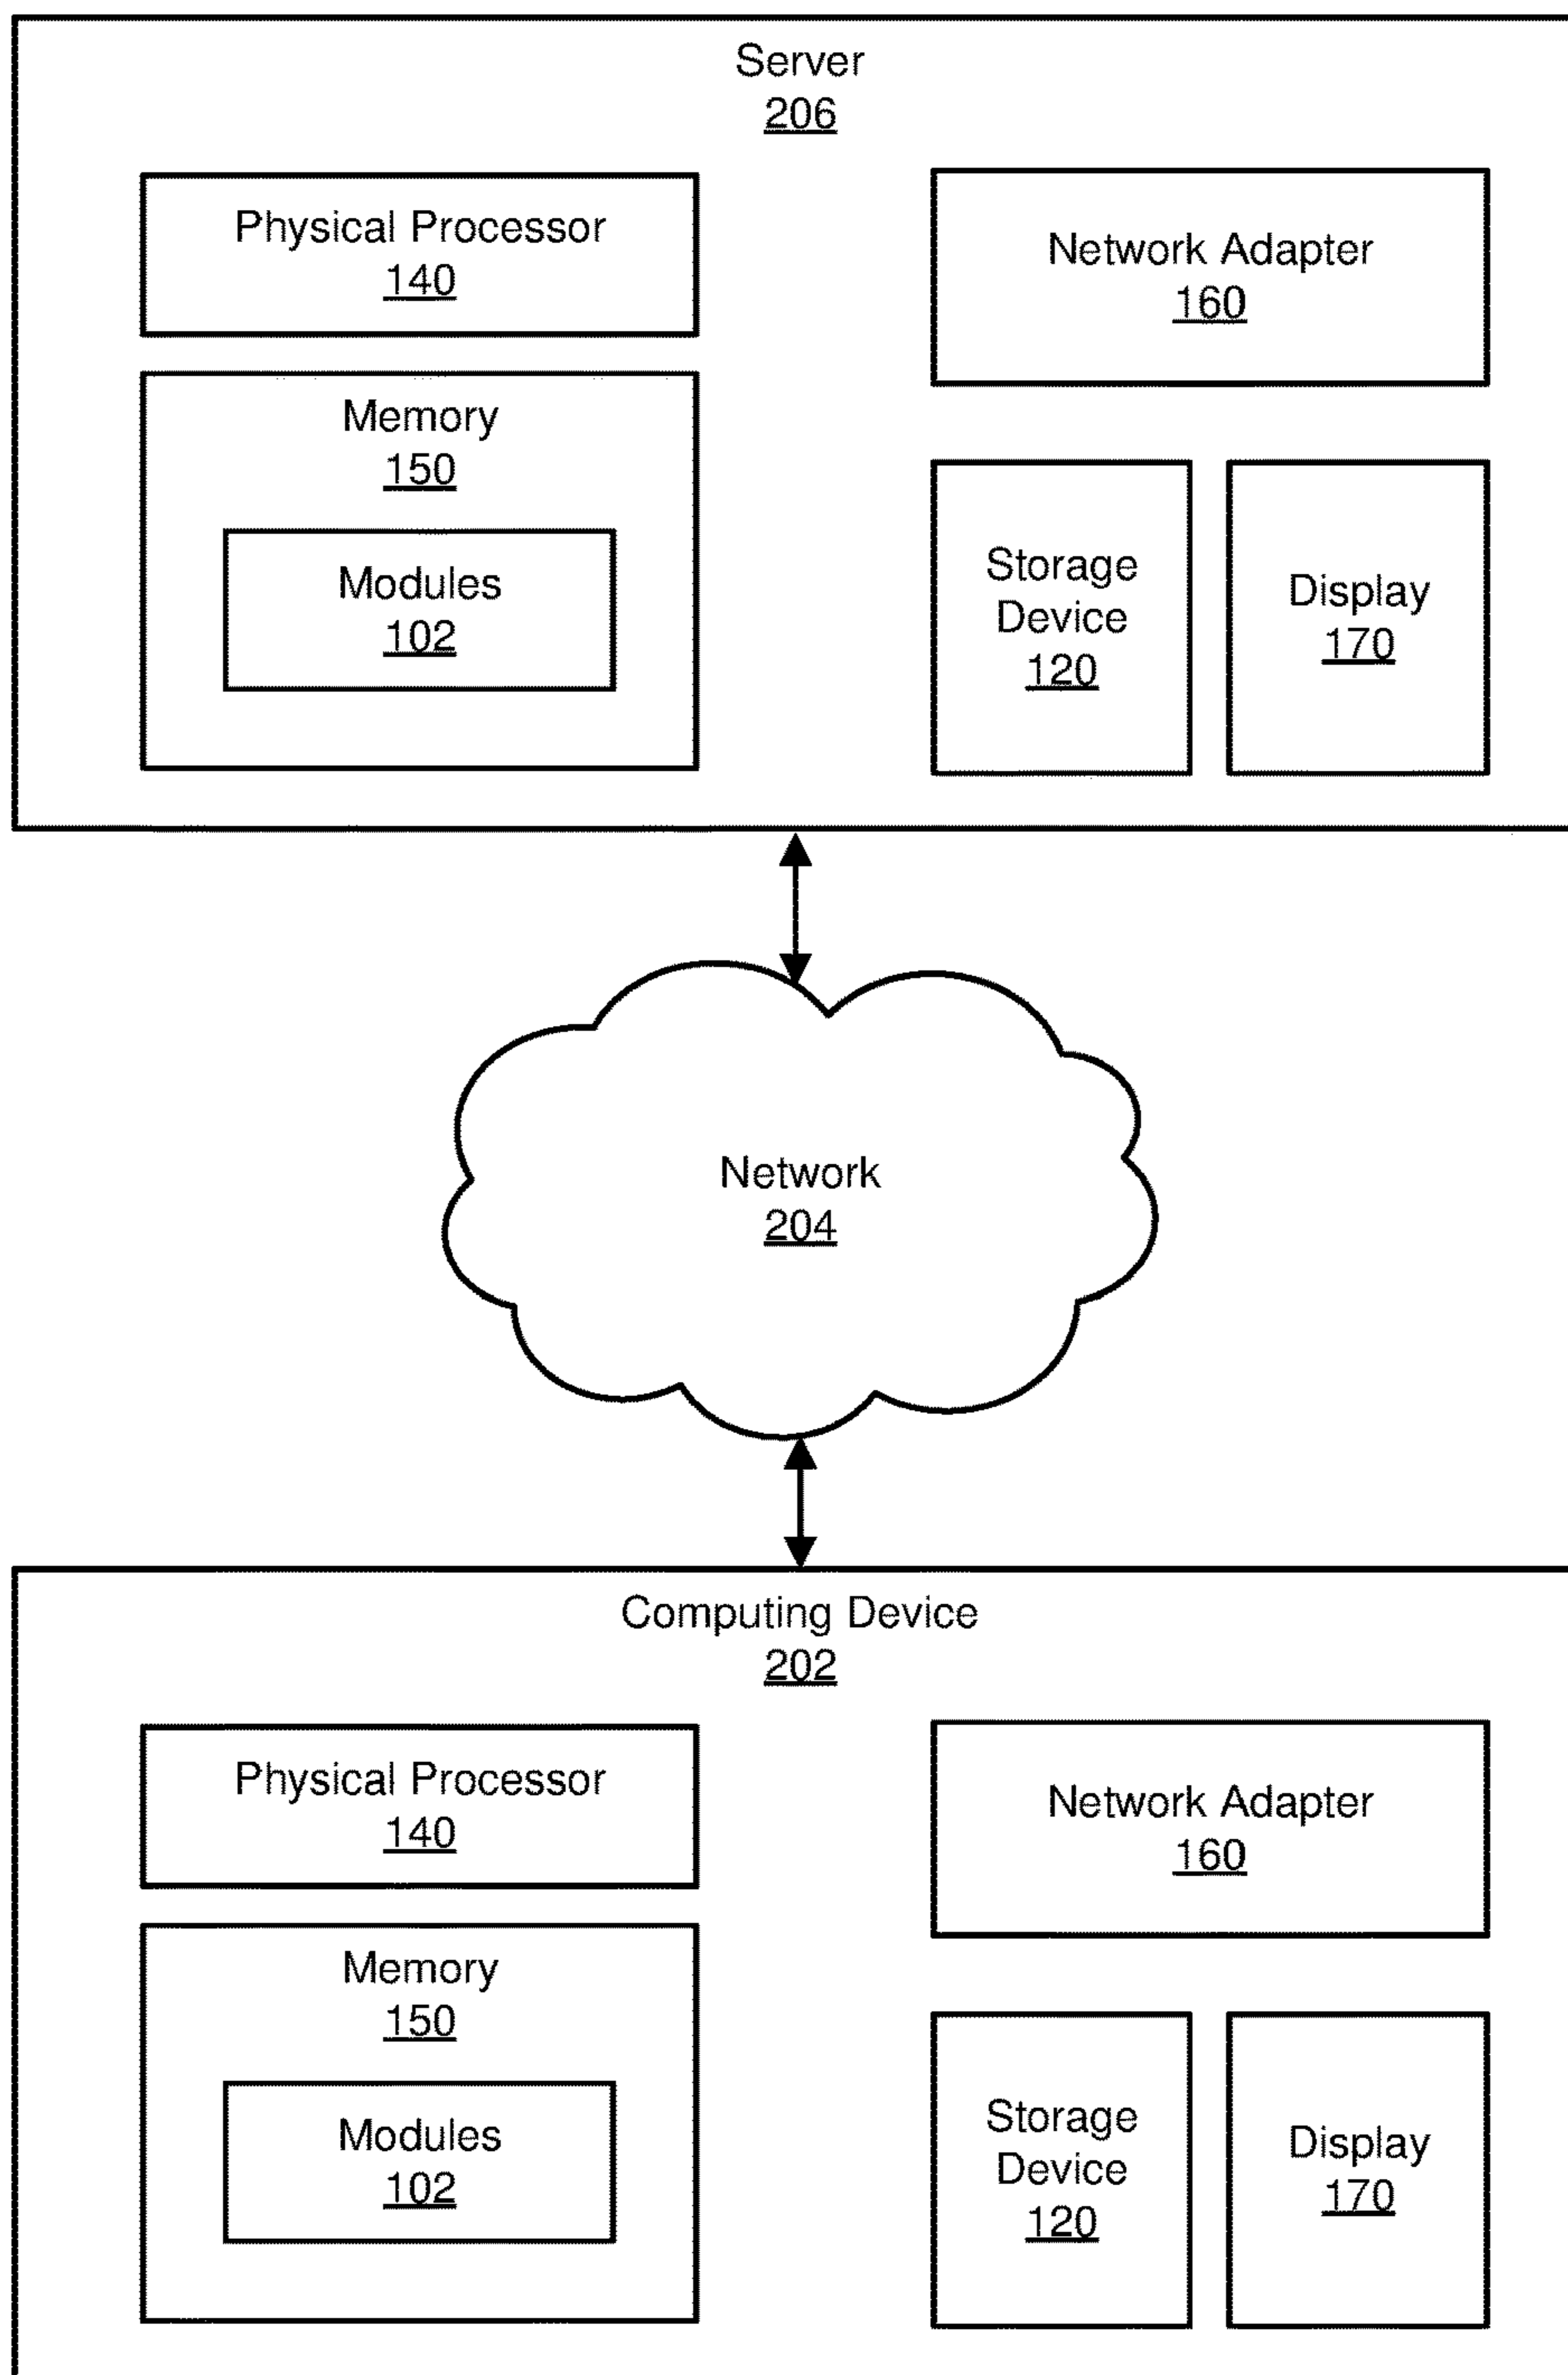 Server
206
Physical Processor
140
Network Adapter
160
Memory
150
Modules
102
Storage
Device
120
Display
170
Network
204
Computing Device
202
Physical Processor
140
Network Adapter
160
Memory
150
Modules
102
Storage
Device
120
Display
170